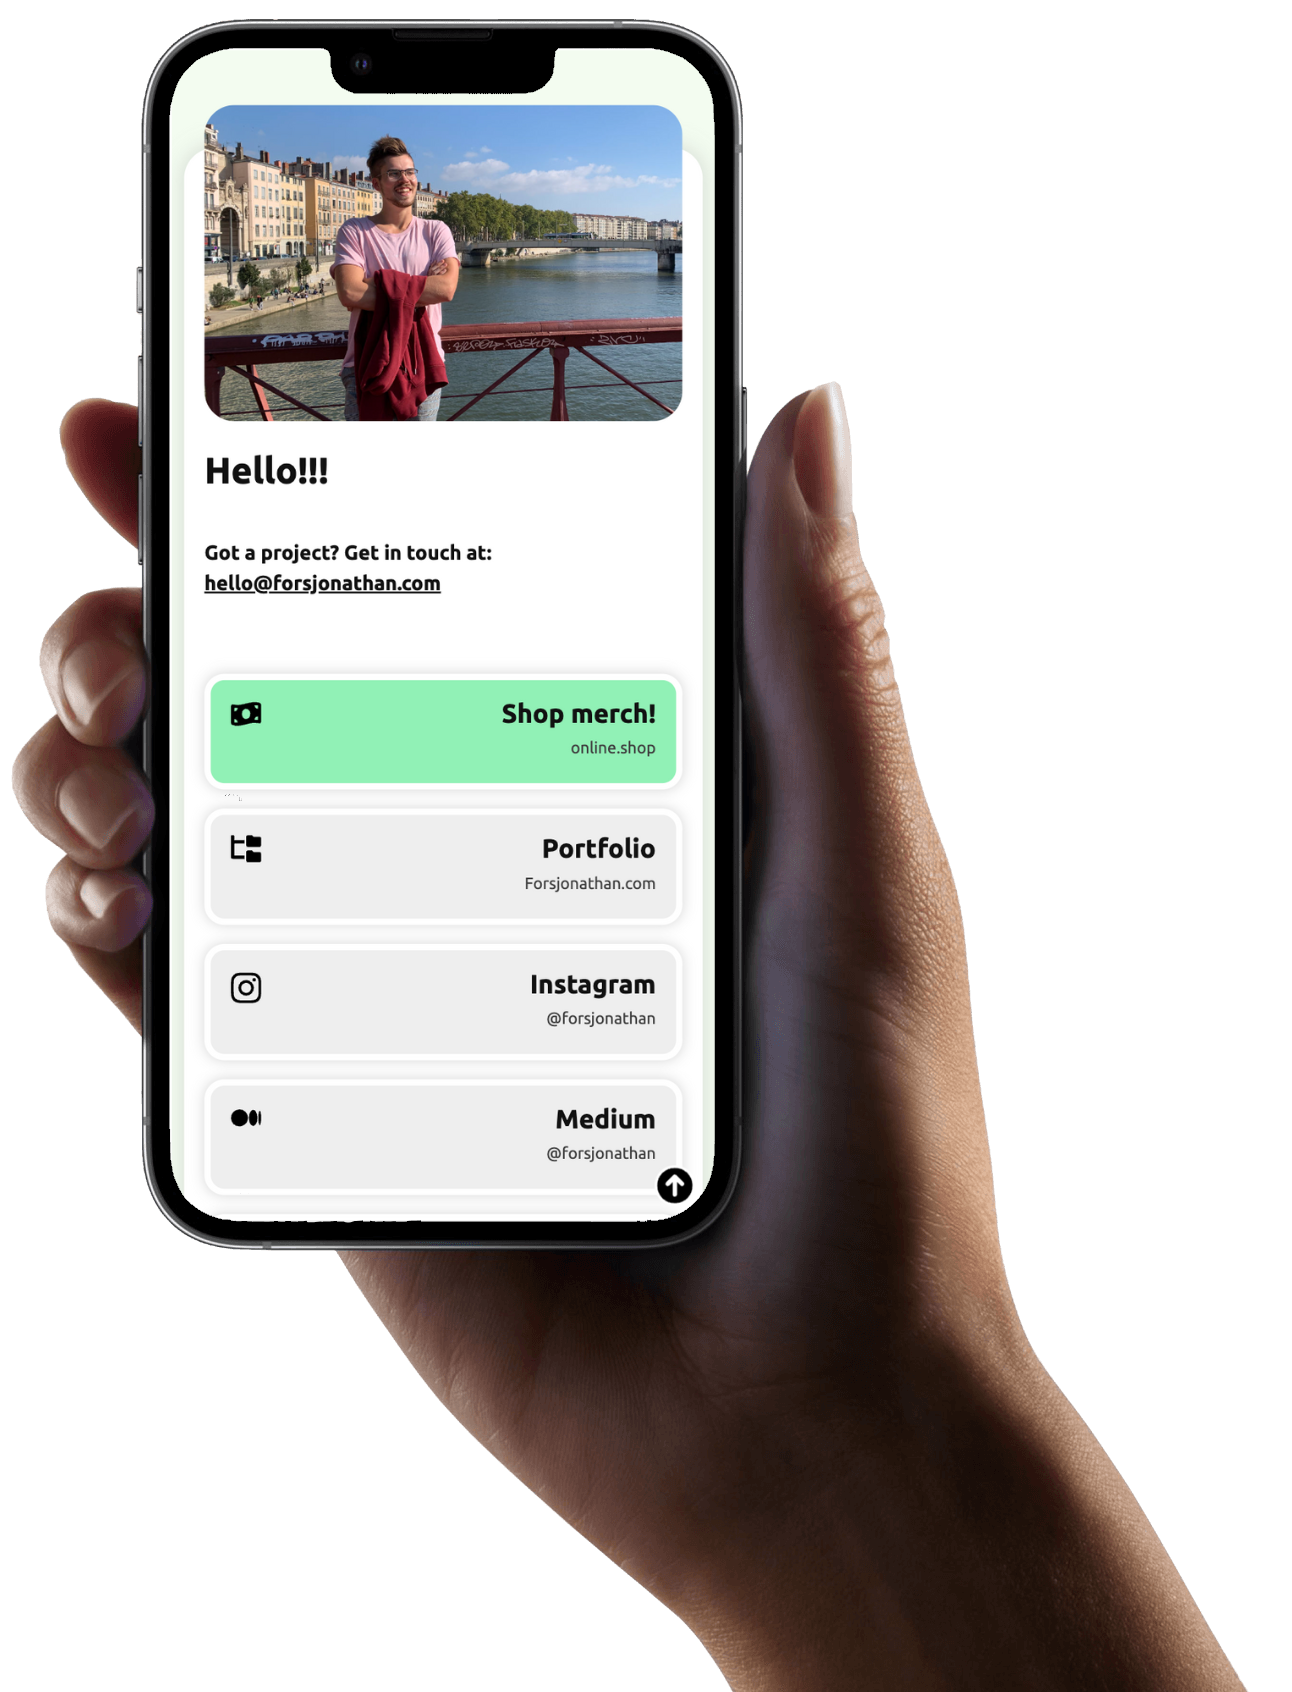 Hello!!!
Got a project? Get in touch at:
hello@forsjonathan.com
Shop merch!
online.shop
Portfolio
Forsjonathan.com
Instagram
@forsjonathan
Medium
@forsjonathan